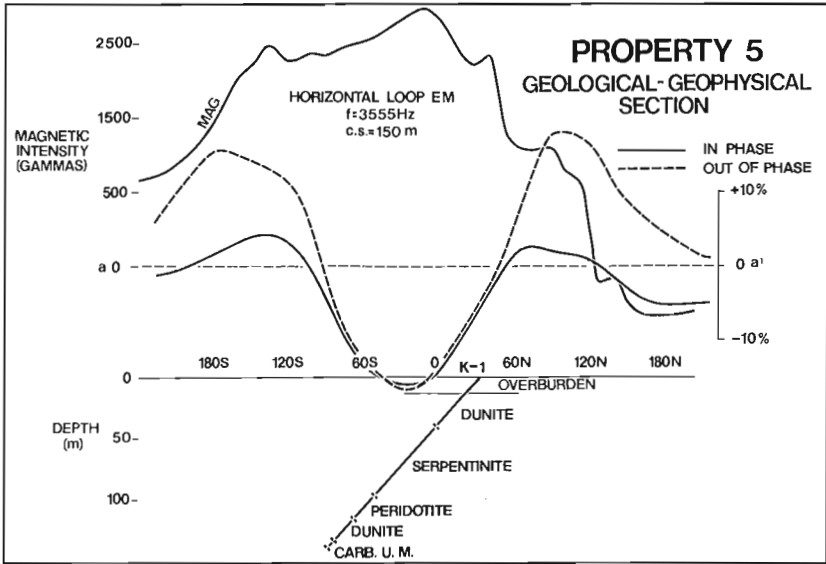 PROPERTY 5
GEOLOGICAL-GEOPHYSICAL
SECTION
2500
1500
500
MAGNETIC
INTENSITY
(GAMMAS)
MAG
HORIZONTAL LOOP EM
f=3555Hz
c.s.=150 m
IN PHASE
OUT OF PHASE
+10%
a 0
0 a¹
-10%
180S 120S 60S 0 K-1 60N 120N 180N
0
OVERBURDEN
DEPTH
(m)
50
100
DUNITE
SERPENTINITE
PERIDOTITE
DUNITE
CARB. U. M.